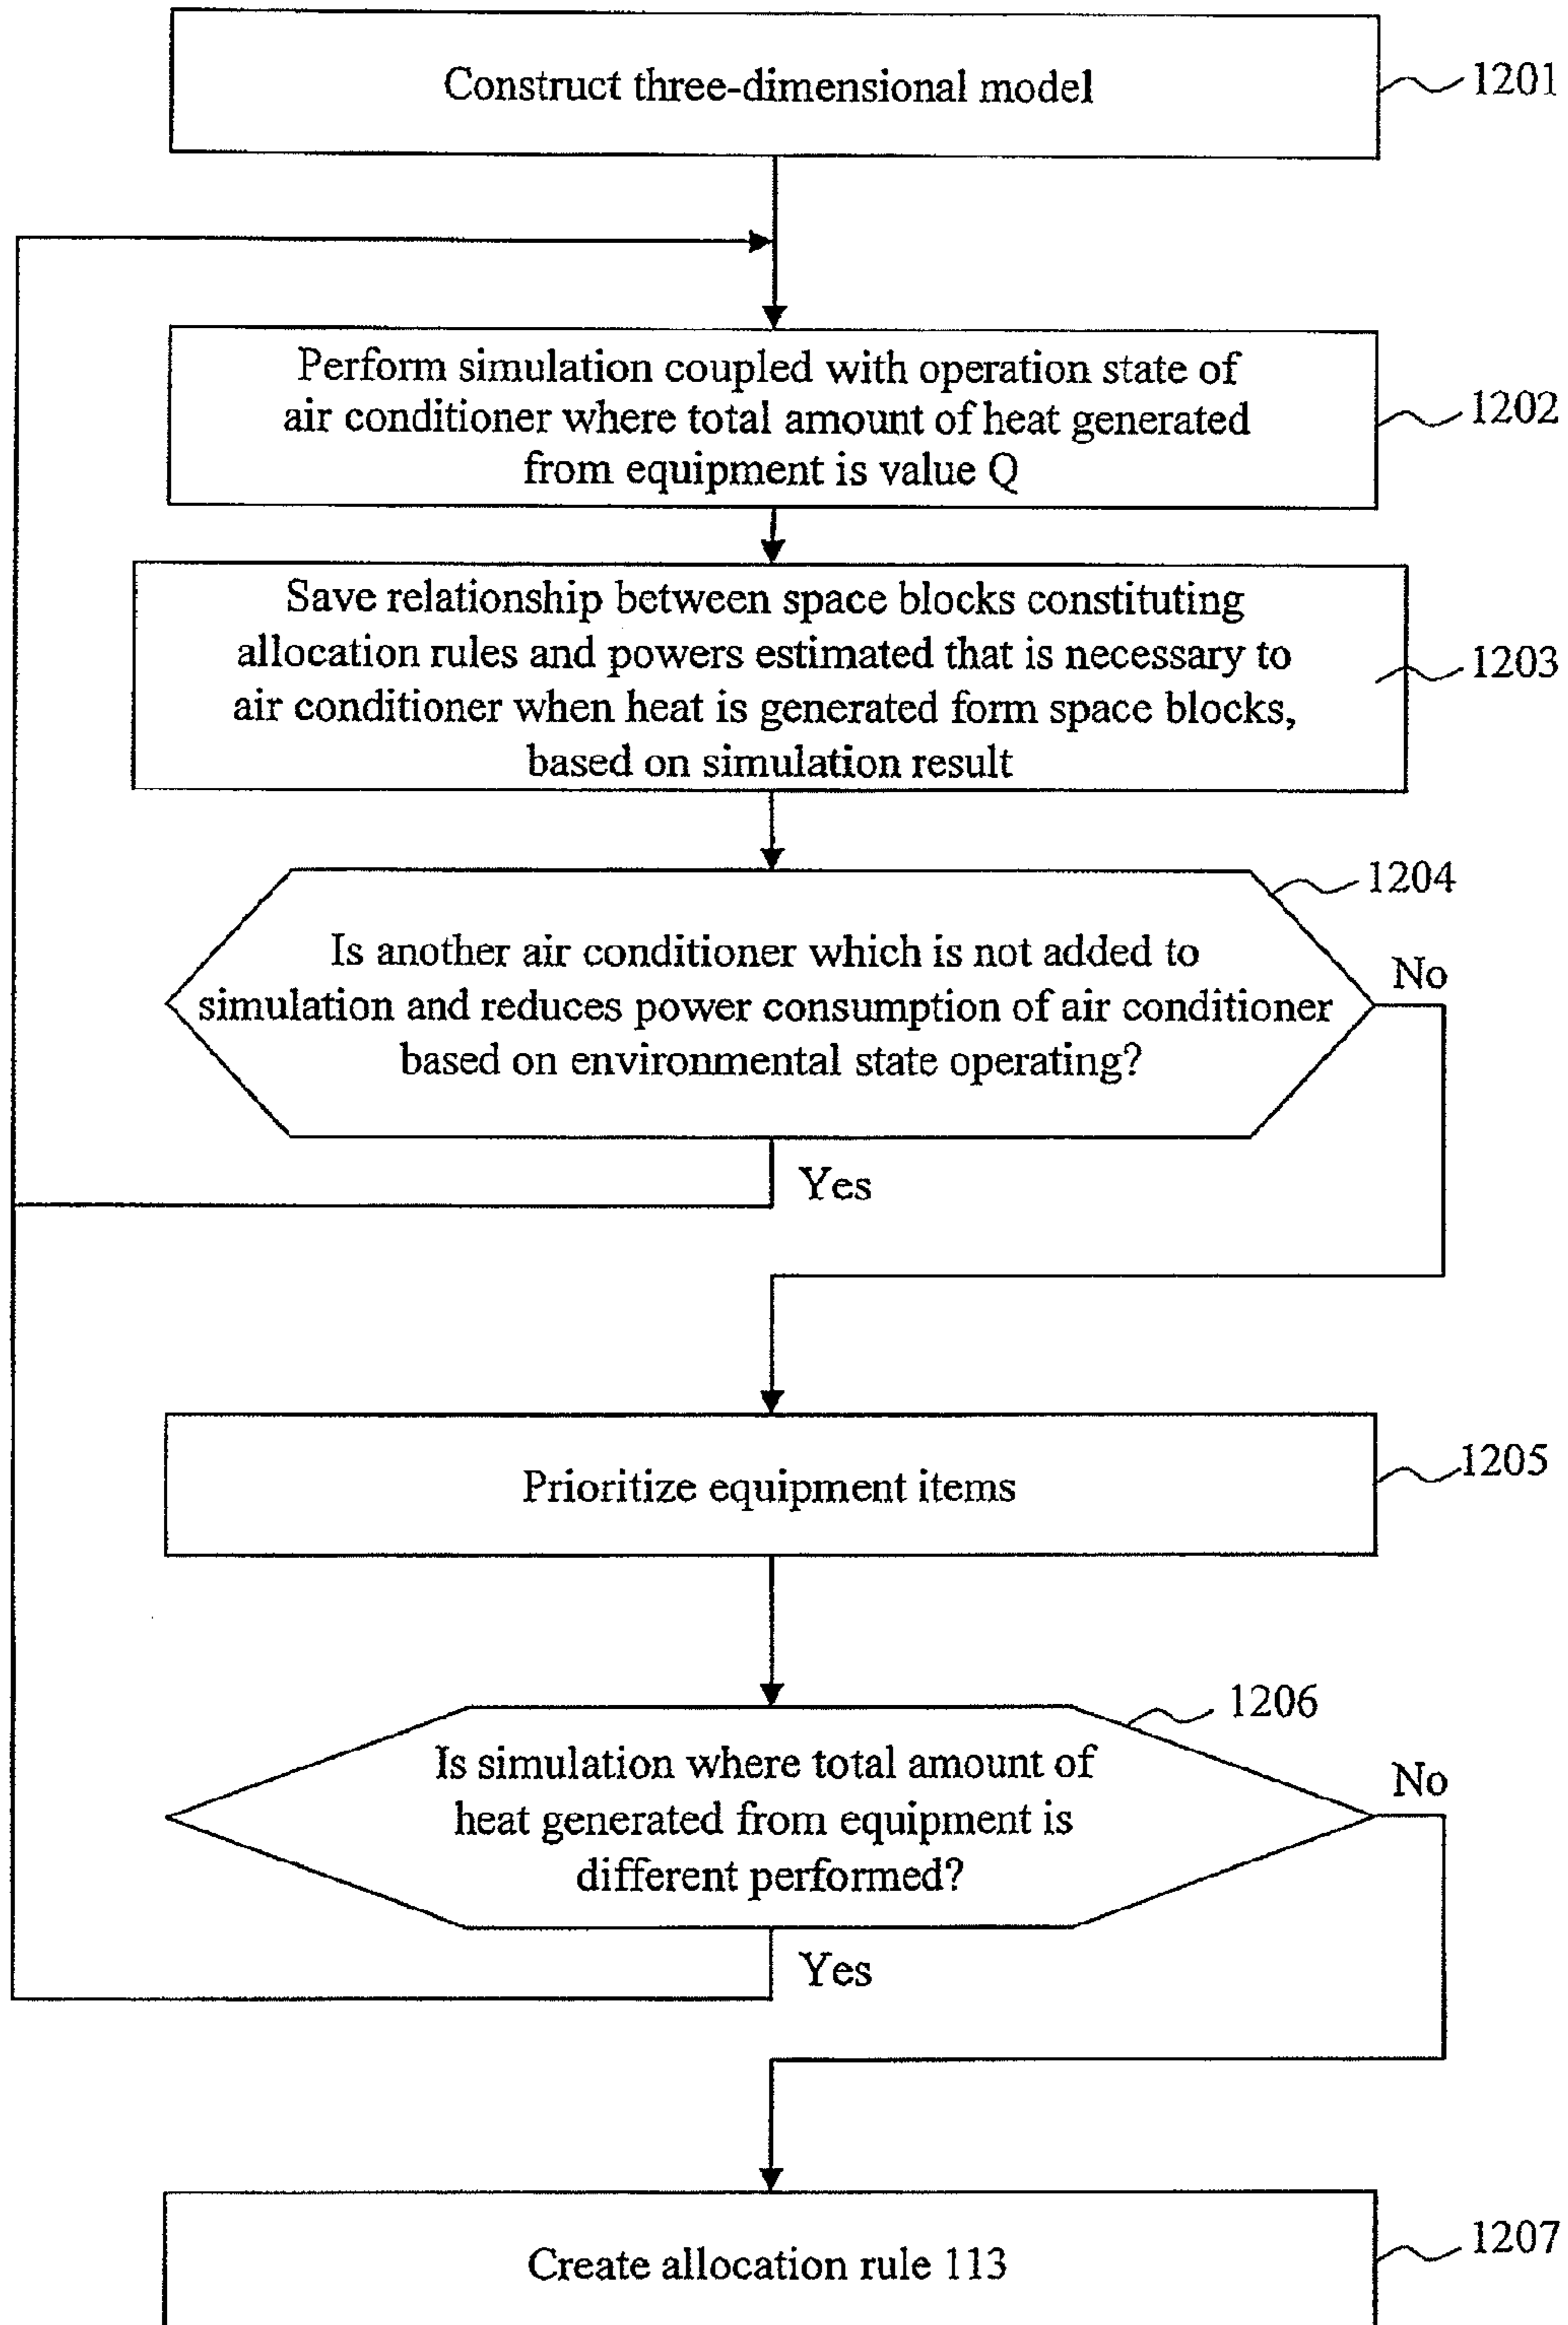 Construct three-dimensional model
1201
Perform simulation coupled with operation state of
air conditioner where total amount of heat generated
from equipment is value Q
1202
Save relationship between space blocks constituting
allocation rules and powers estimated that is necessary to
air conditioner when heat is generated form space blocks,
based on simulation result
1203
1204
Is another air conditioner which is not added to
simulation and reduces power consumption of air conditioner
based on environmental state operating?
No
Yes
Prioritize equipment items
1205
1206
Is simulation where total amount of
heat generated from equipment is
different performed?
No
Yes
Create allocation rule 113
1207